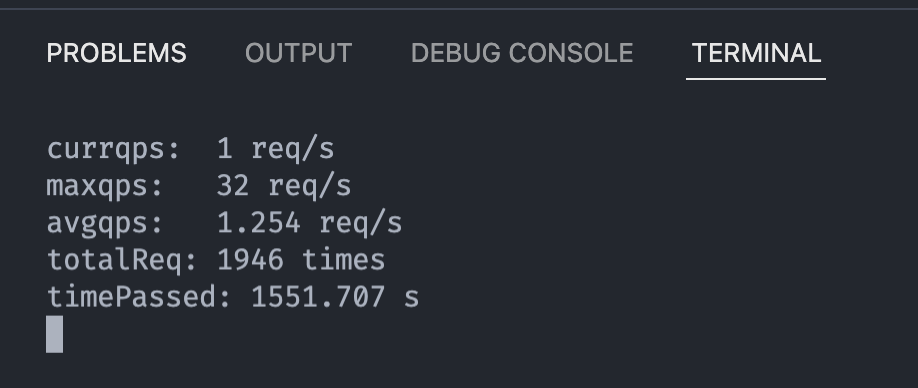 PROBLEMS OUTPUT DEBUG CONSOLE TERMINAL
currqps: 1 req/s
maxqps: 32 req/s
avgqps: 1.254 req/s
totalReq: 1946 times
timePassed: 1551.707 s